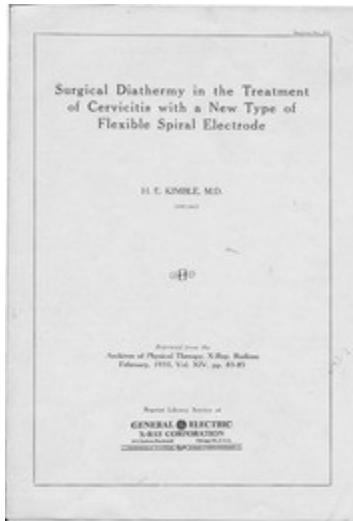 Surgical Diathermy in the Treatment
of Cervicitis with a New Type of
Flexible Spiral Electrode
H. E. KIMBLE, M.D.
Reprinted from the
Archives of Physical Therapy, X-Ray, Radium
February, 1933, Vol. XIV, pp. 83-85
Reprint Library Service of
GENERAL ELECTRIC
X-RAY CORPORATION